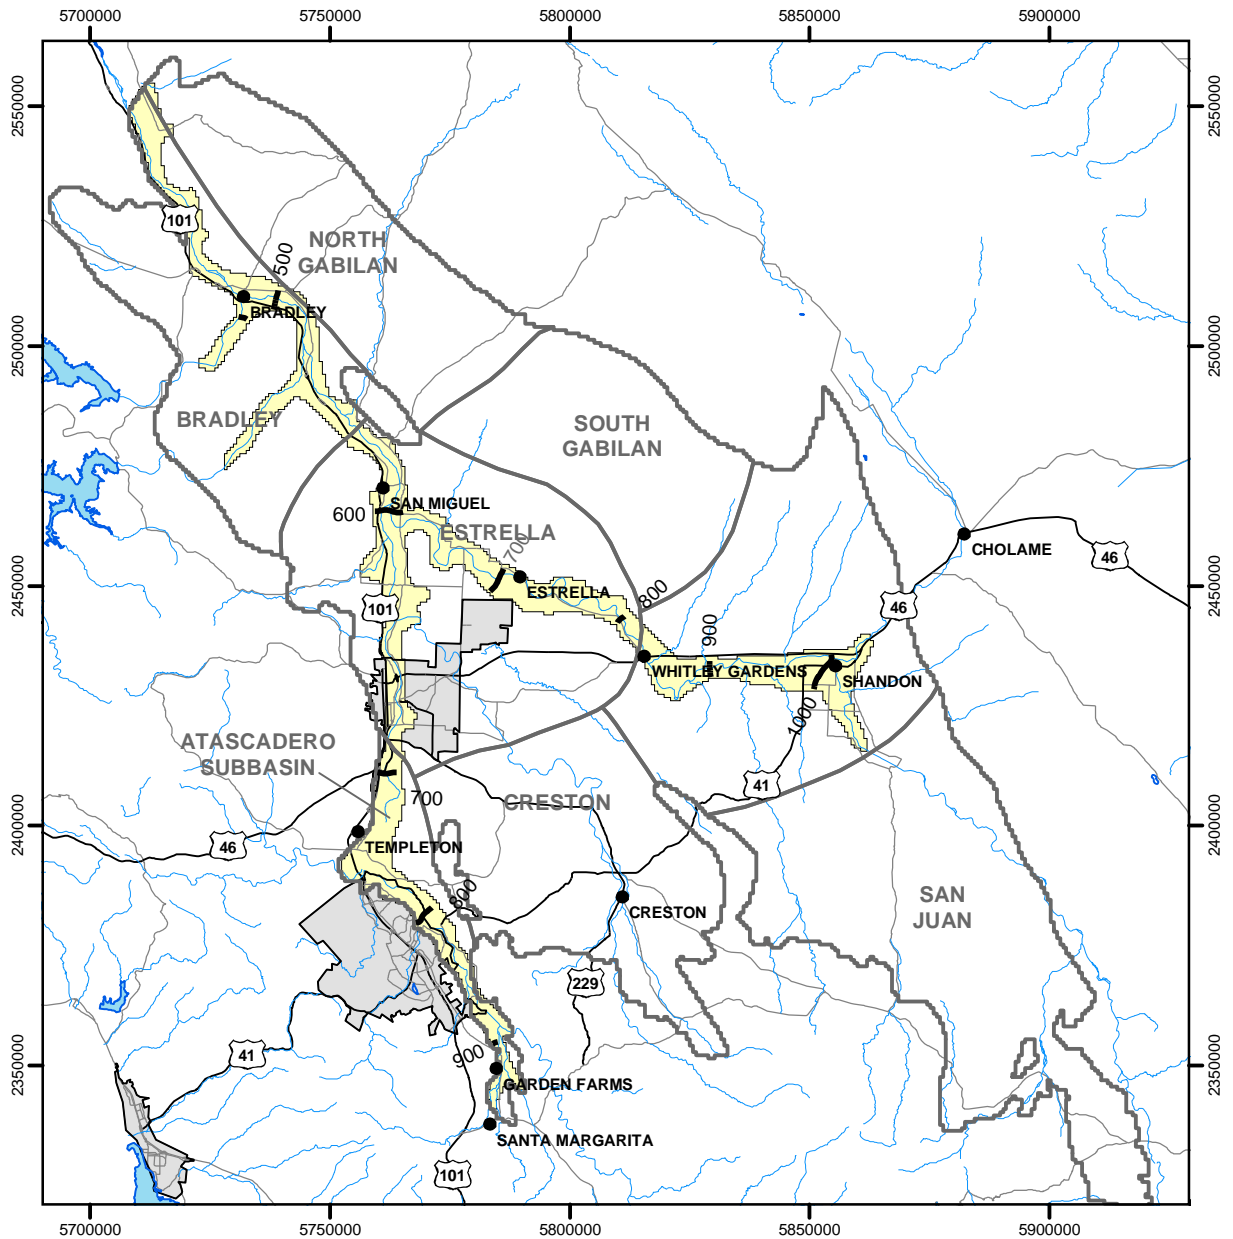 5700000
5750000
5800000
5850000
5900000
2550000
2550000
101
500
NORTH
GABILAN
BRADLEY
2500000
2500000
BRADLEY
SOUTH
GABILAN
SAN MIGUEL
600
ESTRELLA
700
CHOLAME
46
2450000
2450000
ESTRELLA
800
101
46
900
WHITLEY GARDENS
SHANDON
1000
ATASCADERO
SUBBASIN
41
700
CRESTON
2400000
2400000
46
TEMPLETON
800
CRESTON
SAN
JUAN
229
41
900
2350000
2350000
GARDEN FARMS
SANTA MARGARITA
101
5700000
5750000
5800000
5850000
5900000